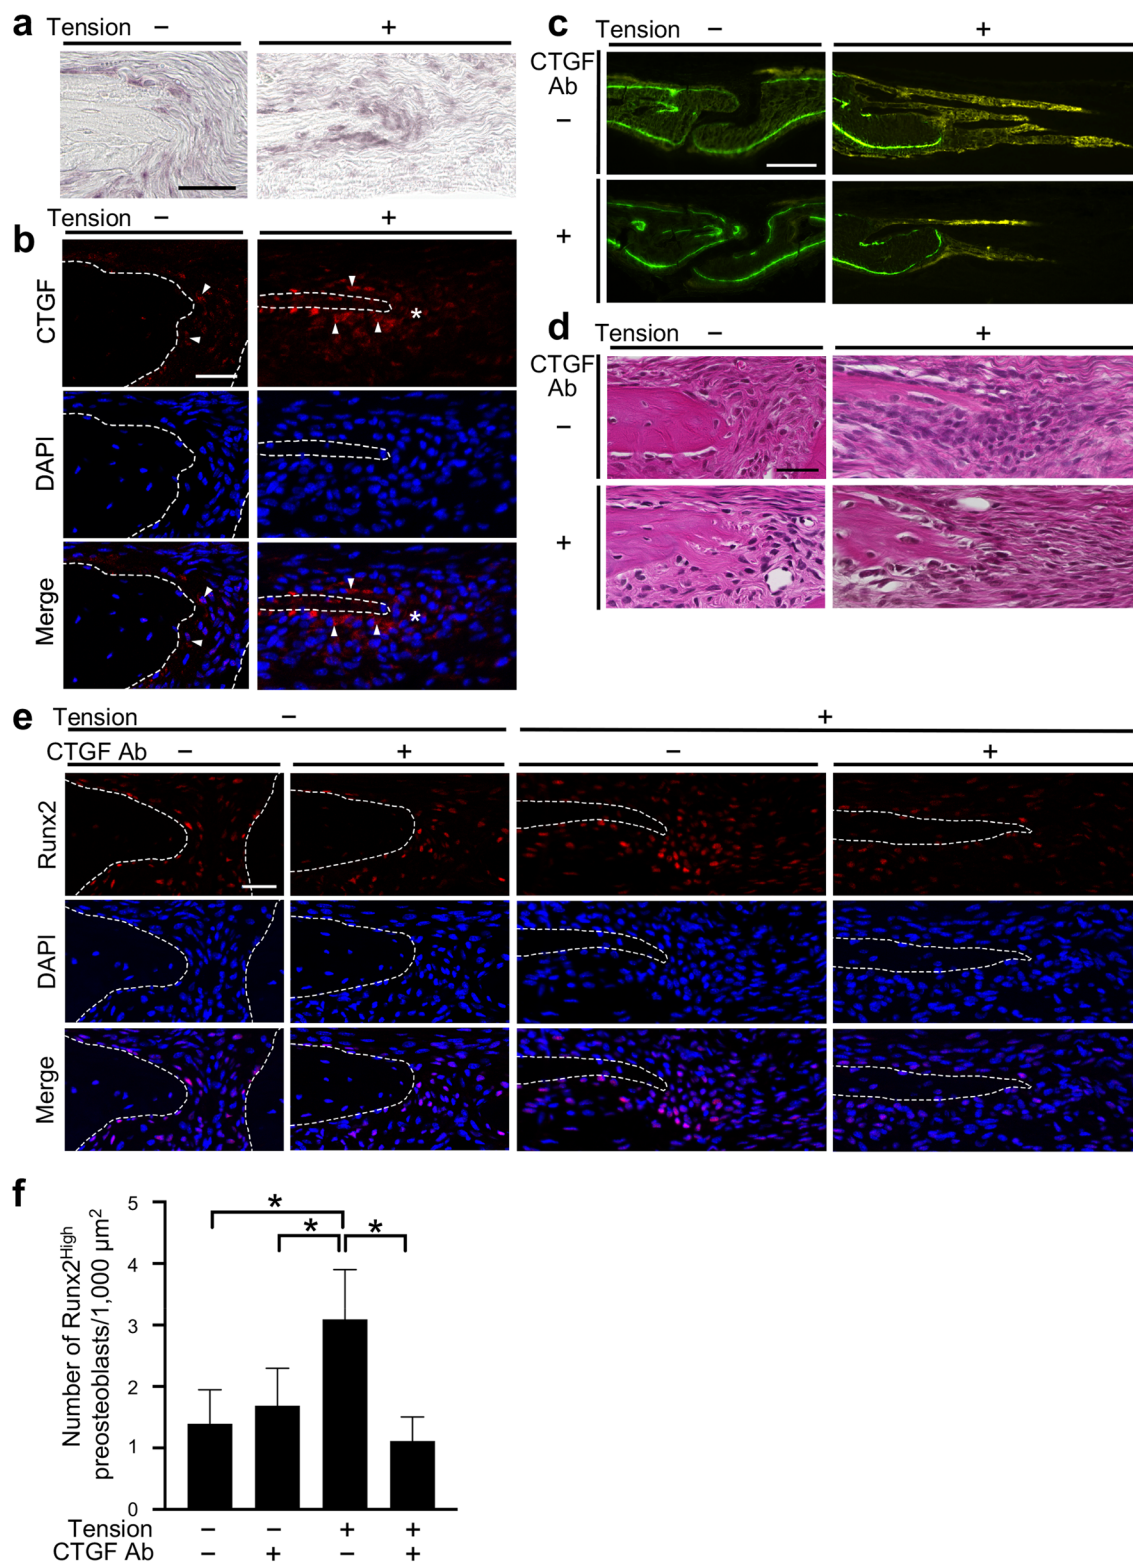 a
Tension − +
b
Tension − +
CTGF
*
DAPI
Merge
*
c
Tension − +
CTGF
Ab
−
+
d
Tension − +
CTGF
Ab
−
+
e
Tension − +
CTGF Ab − + − +
Runx2
DAPI
Merge
f
Number of Runx2High
preosteoblasts/1,000 µm2
5
4
3
2
1
0
* * *
Tension − − + +
CTGF Ab − + − +